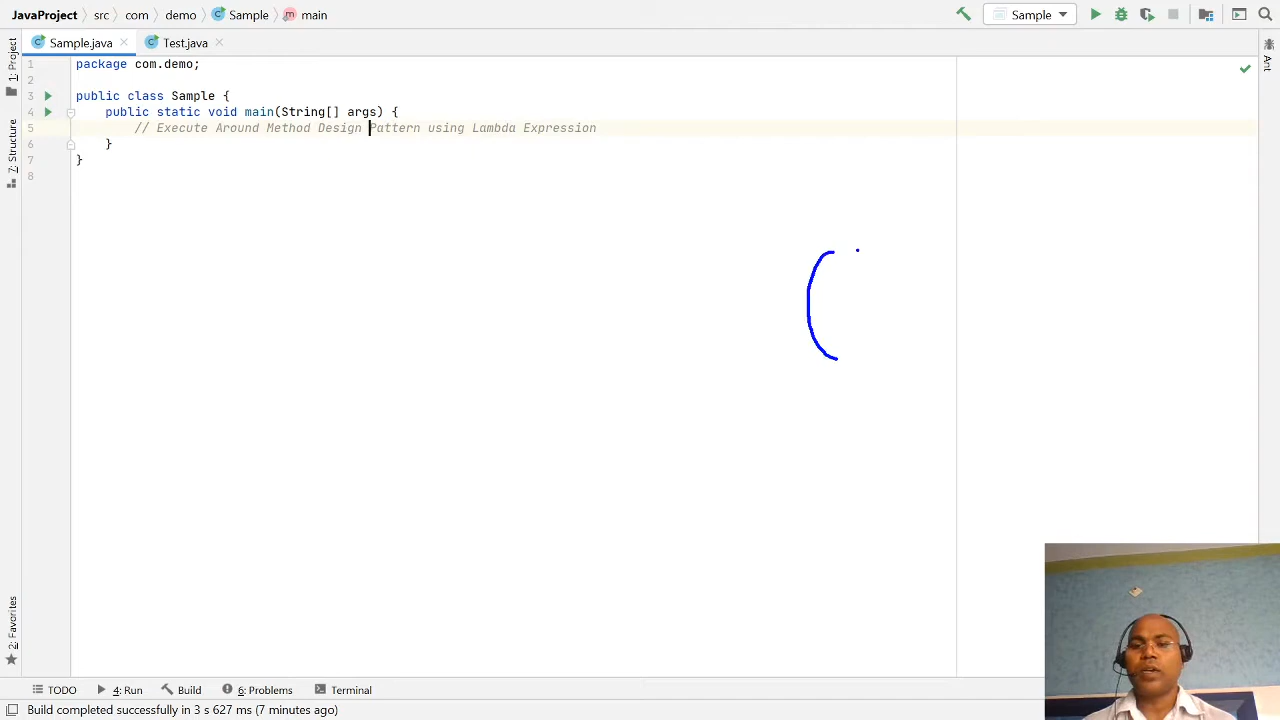 JavaProject src com demo Sample main
Sample
Sample.java Test.java
1: Project
7: Structure
2: Favorites
Ant
1 package com.demo;
2
3 public class Sample {
4 public static void main(String[] args) {
5 // Execute Around Method Design Pattern using Lambda Expression
6 }
7 }
8
TODO 4: Run Build 6: Problems Terminal
Build completed successfully in 3 s 627 ms (7 minutes ago)